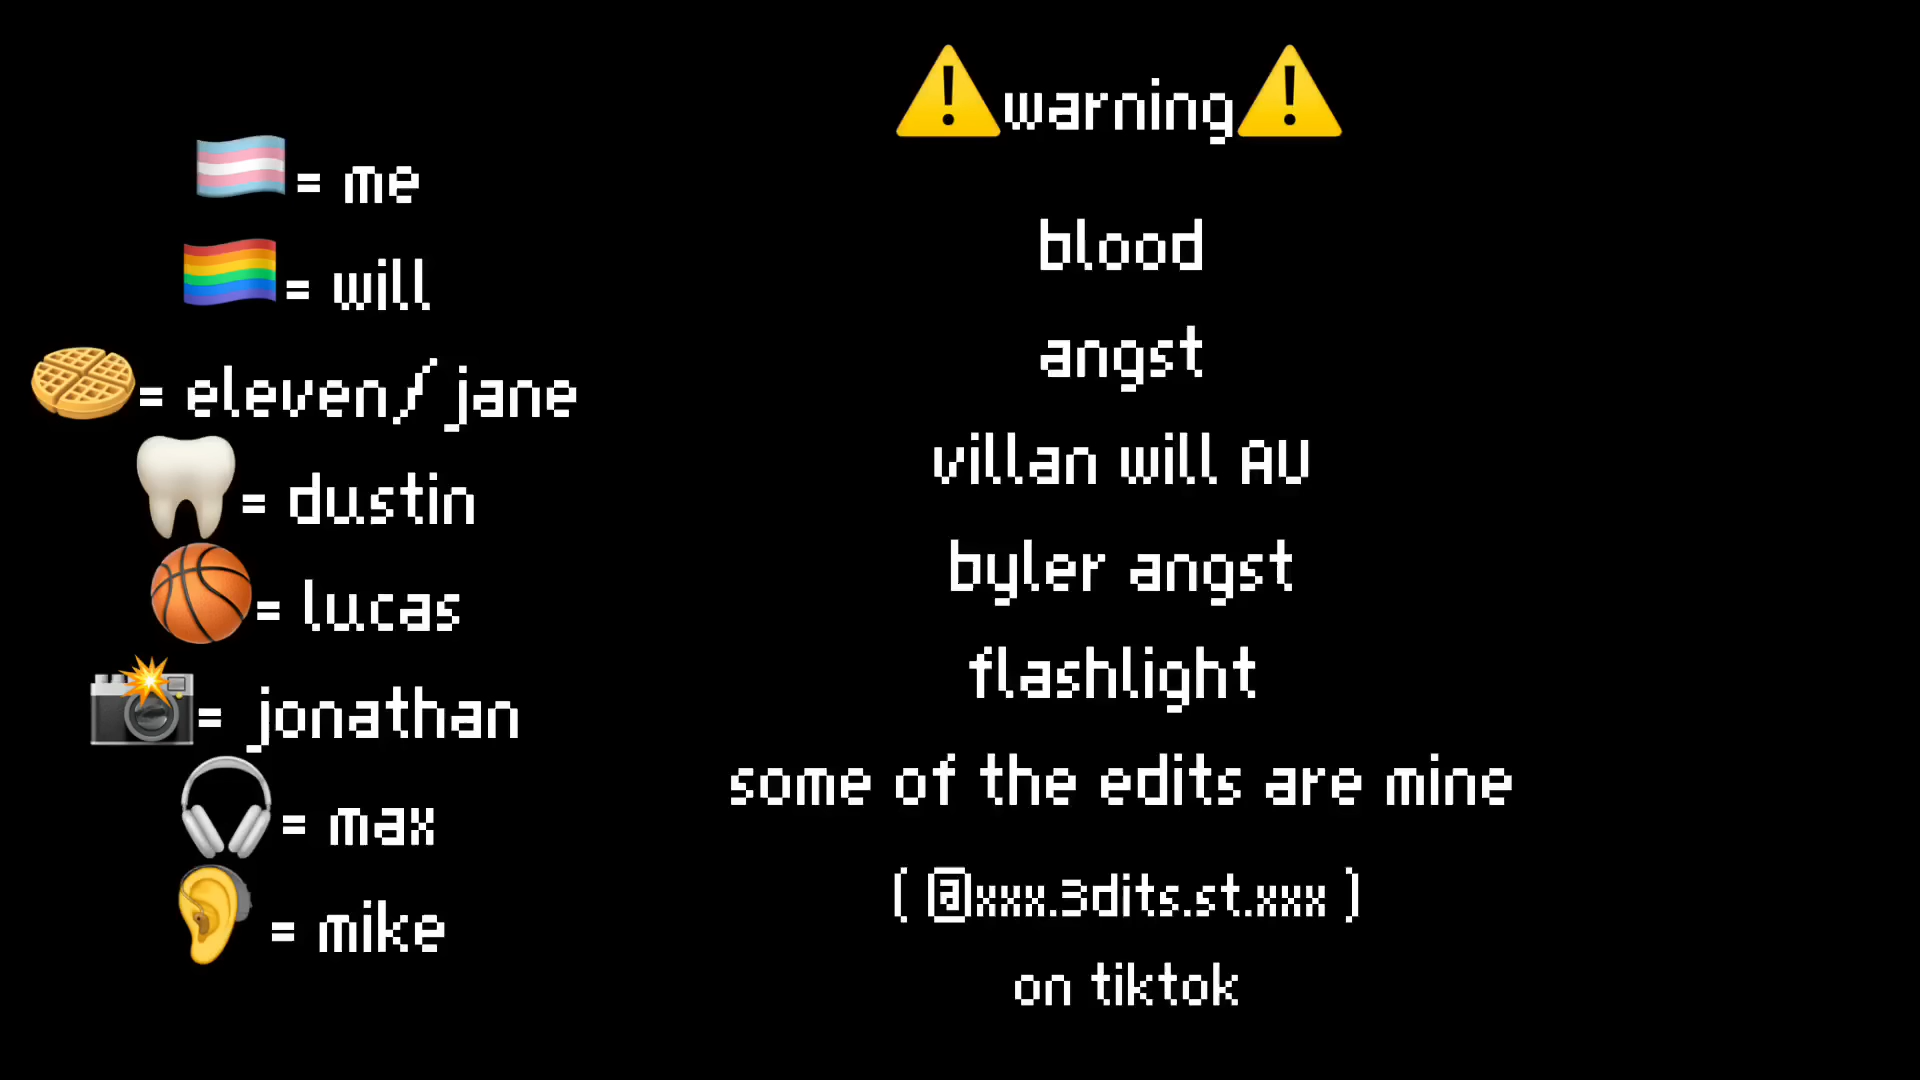 🏳️‍⚧️= me
🏳️‍🌈= will
🧇= eleven/ jane
🦷= dustin
🏀= lucas
📸= jonathan
🎧= max
🦻= mike
⚠️warning⚠️
blood
angst
villan will AU
byler angst
flashlight
some of the edits are mine
( @xxx.3dits.st.xxx )
on tiktok